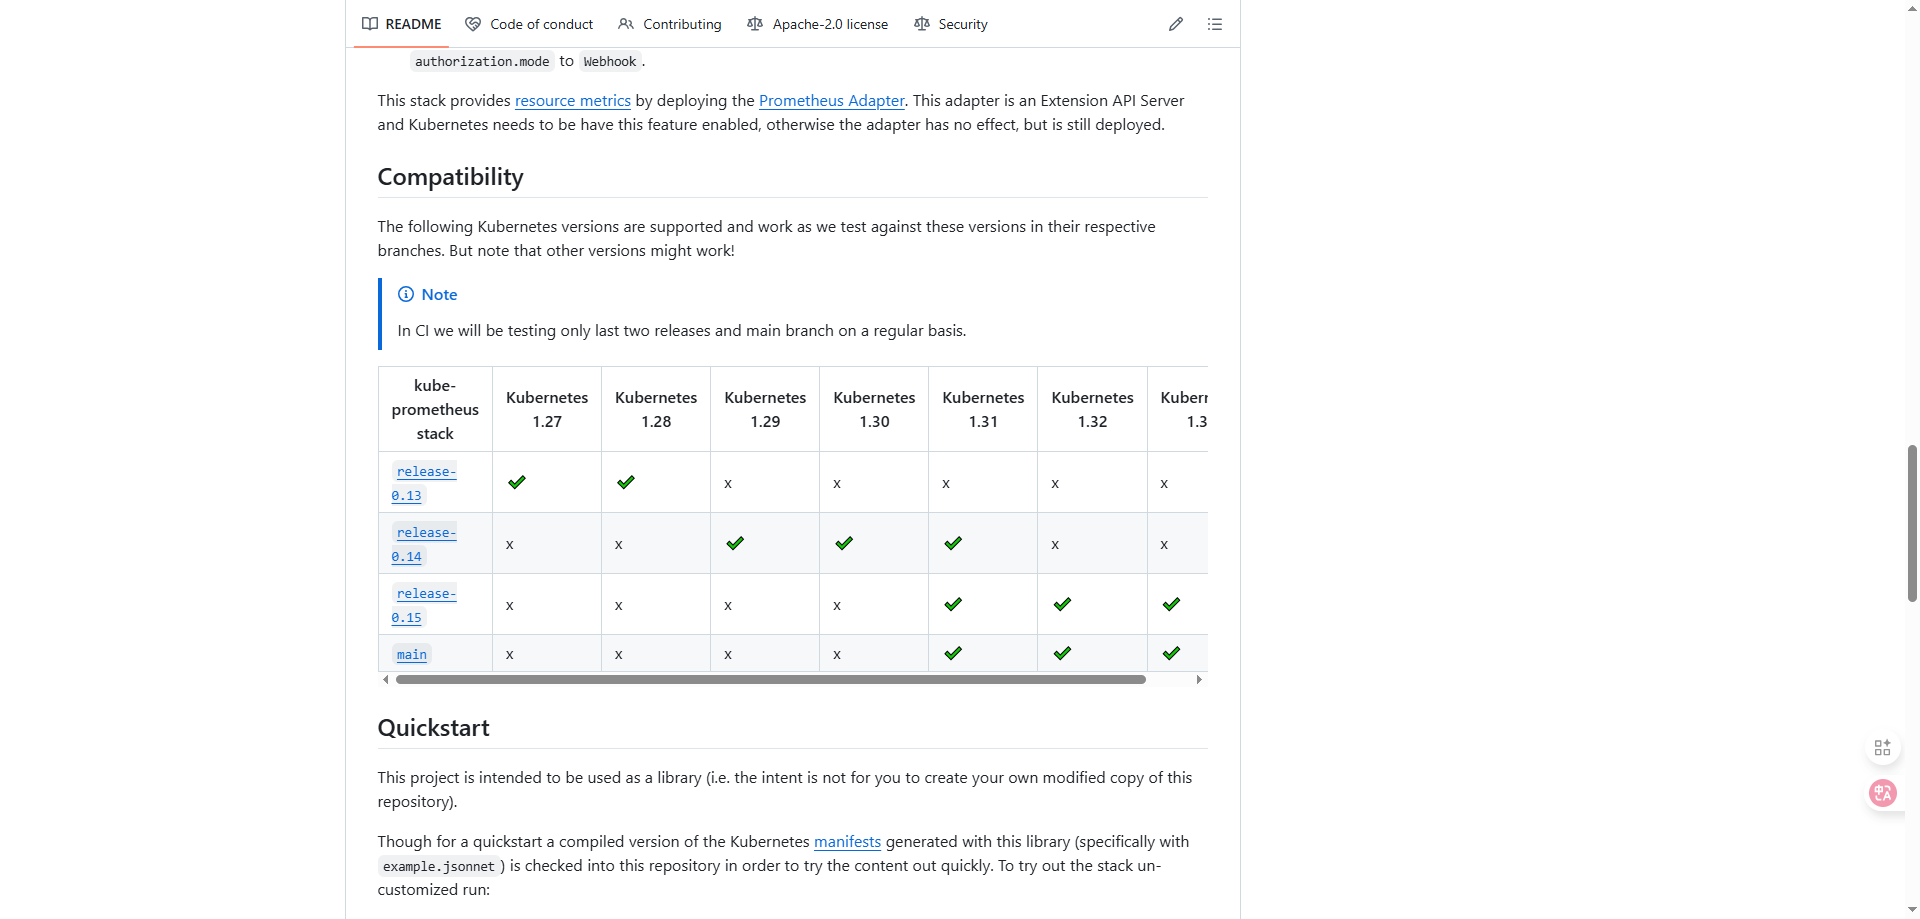 README Code of conduct Contributing Apache-2.0 license Security
authorization.mode to Webhook.
This stack provides resource metrics by deploying the Prometheus Adapter. This adapter is an Extension API Server
and Kubernetes needs to be have this feature enabled, otherwise the adapter has no effect, but is still deployed.
Compatibility
The following Kubernetes versions are supported and work as we test against these versions in their respective
branches. But note that other versions might work!
Note
In CI we will be testing only last two releases and main branch on a regular basis.
kube-
prometheus
stack
Kubernetes
1.27
Kubernetes
1.28
Kubernetes
1.29
Kubernetes
1.30
Kubernetes
1.31
Kubernetes
1.32
Kuberr
1.3
release-
0.13
✔ ✔ x x x x x
release-
0.14
x x ✔ ✔ ✔ x x
release-
0.15
x x x x ✔ ✔ ✔
main x x x x ✔ ✔ ✔
Quickstart
This project is intended to be used as a library (i.e. the intent is not for you to create your own modified copy of this
repository).
Though for a quickstart a compiled version of the Kubernetes manifests generated with this library (specifically with
example.jsonnet) is checked into this repository in order to try the content out quickly. To try out the stack un-
customized run: